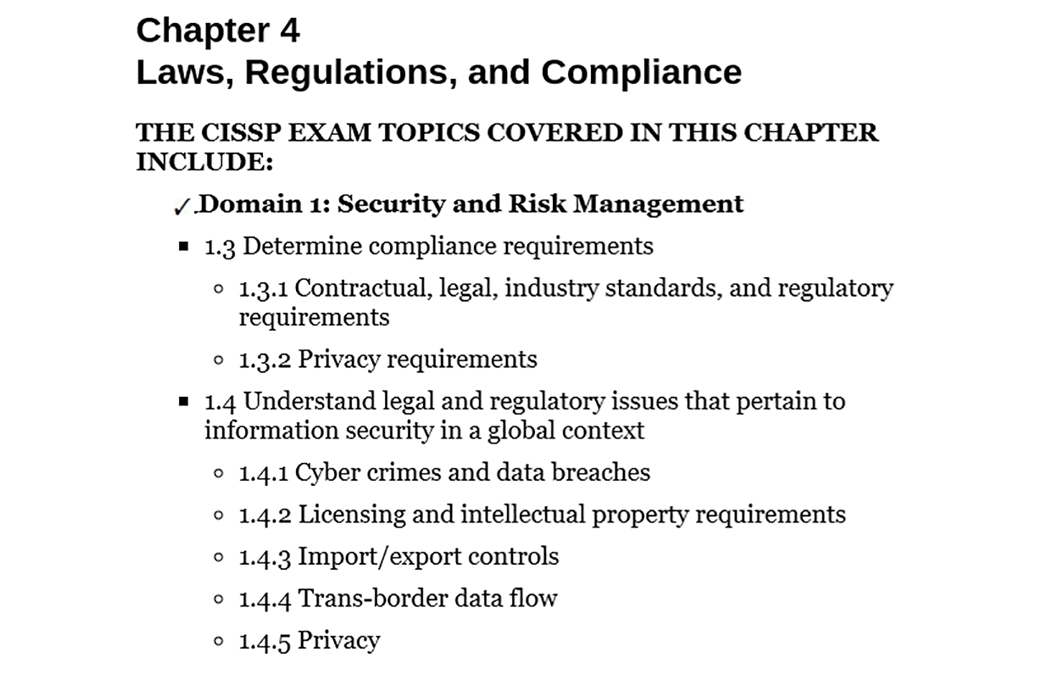 Chapter 4
Laws, Regulations, and Compliance
THE CISSP EXAM TOPICS COVERED IN THIS CHAPTER
INCLUDE:
✓.Domain 1: Security and Risk Management
▪ 1.3 Determine compliance requirements
◦ 1.3.1 Contractual, legal, industry standards, and regulatory
requirements
◦ 1.3.2 Privacy requirements
▪ 1.4 Understand legal and regulatory issues that pertain to
information security in a global context
◦ 1.4.1 Cyber crimes and data breaches
◦ 1.4.2 Licensing and intellectual property requirements
◦ 1.4.3 Import/export controls
◦ 1.4.4 Trans-border data flow
◦ 1.4.5 Privacy